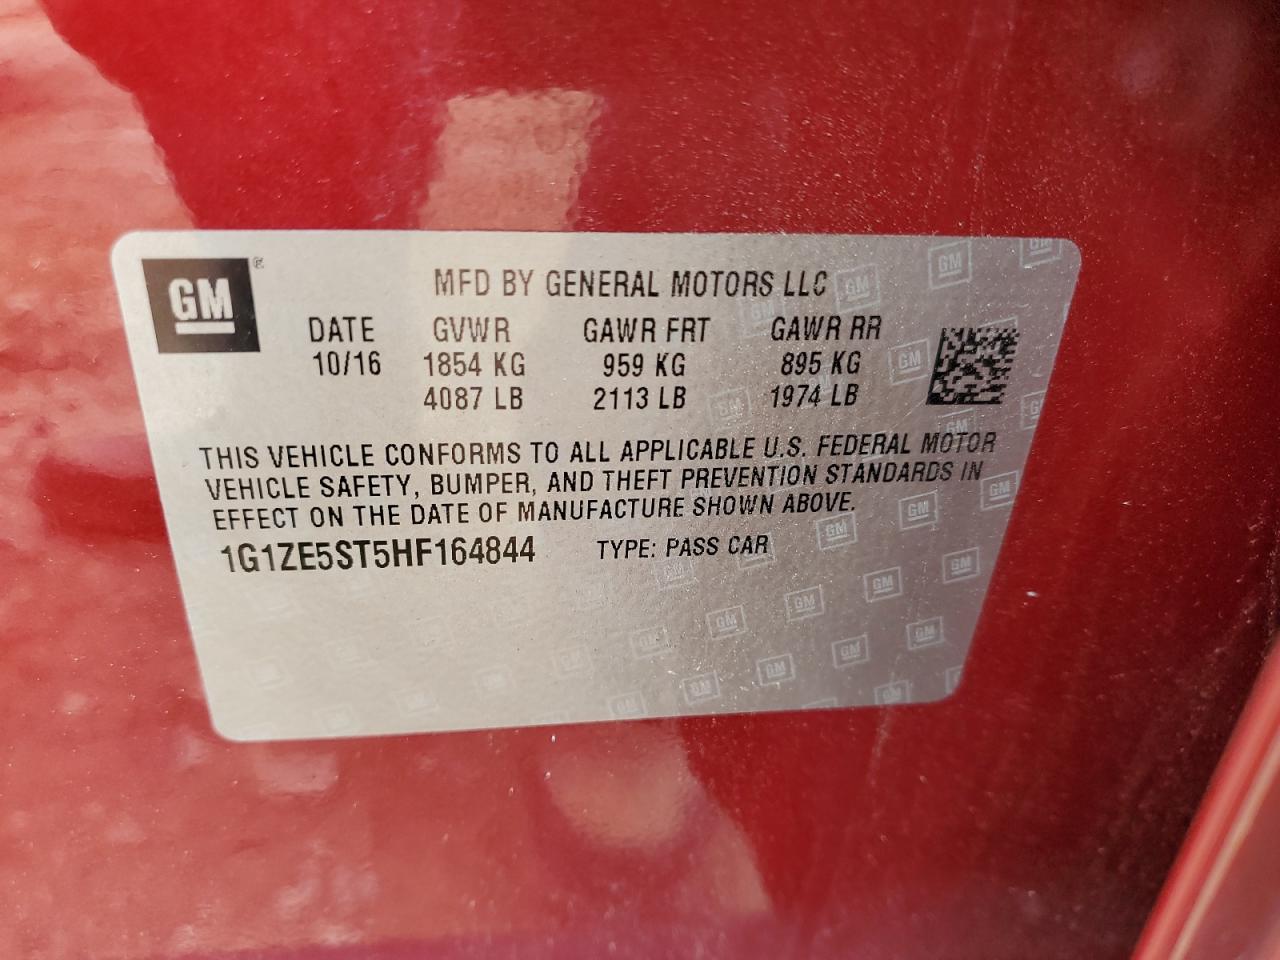 GM®
MFD BY GENERAL MOTORS LLC
DATE GVWR GAWR FRT GAWR RR
10/16 1854 KG 959 KG 895 KG
4087 LB 2113 LB 1974 LB
THIS VEHICLE CONFORMS TO ALL APPLICABLE U.S. FEDERAL MOTOR
VEHICLE SAFETY, BUMPER, AND THEFT PREVENTION STANDARDS IN
EFFECT ON THE DATE OF MANUFACTURE SHOWN ABOVE.
1G1ZE5ST5HF164844 TYPE: PASS CAR